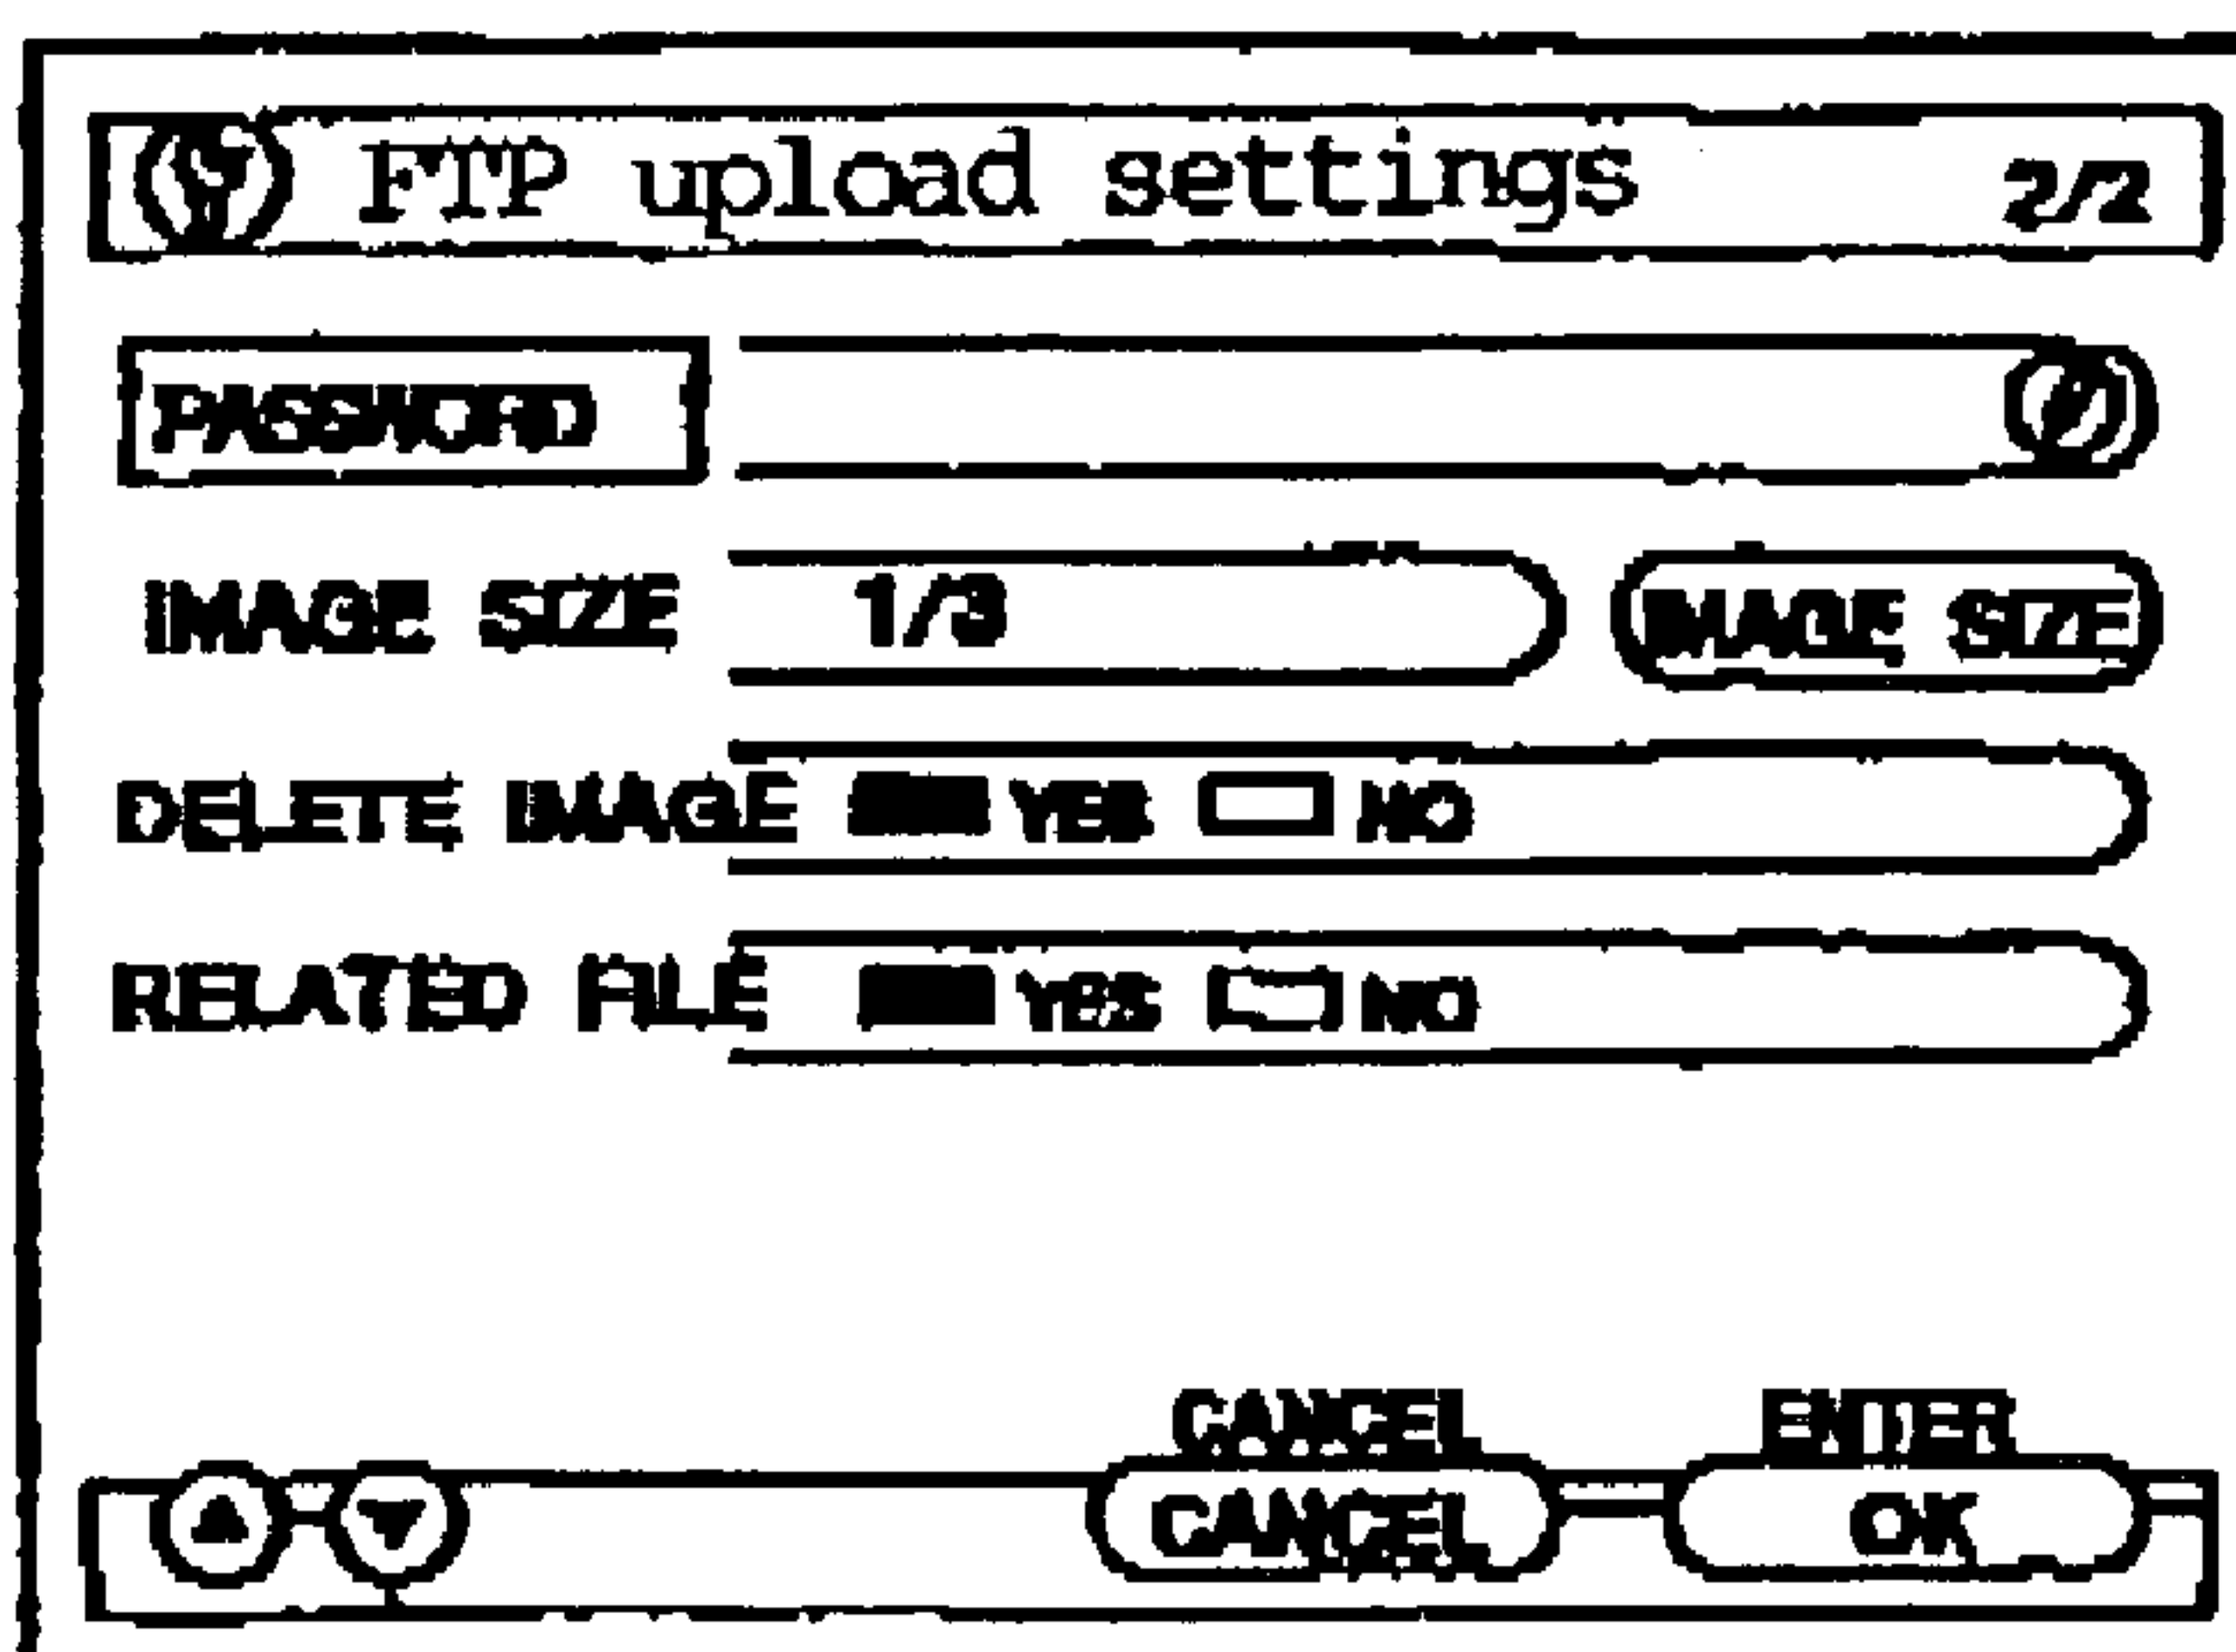 FTP upload settings 2/2
PASSWORD
IMAGE SIZE 1/3 IMAGE SIZE
DELETE IMAGE YES NO
RELATED FILE YES NO
CANCEL ENTER
CANCEL OK